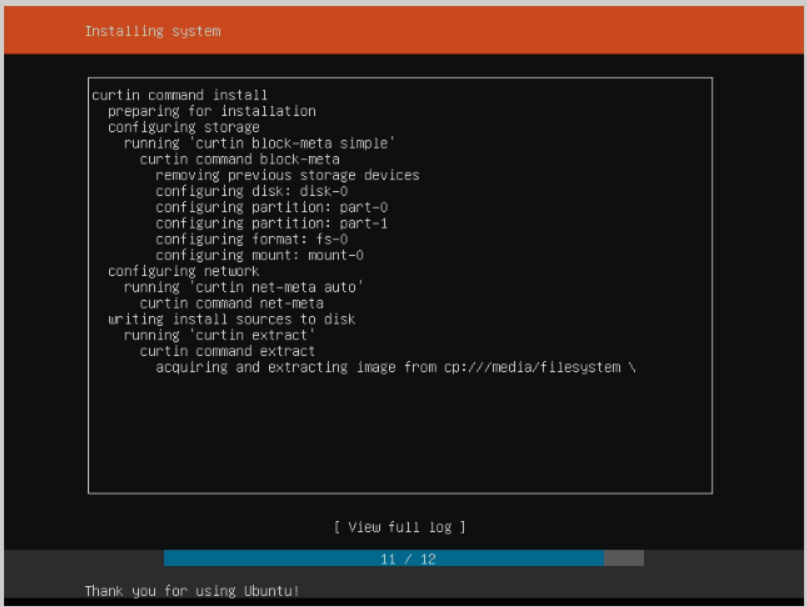 Installing system
curtin command install
preparing for installation
configuring storage
running 'curtin block-meta simple'
curtin command block-meta
removing previous storage devices
configuring disk: disk-0
configuring partition: part-0
configuring partition: part-1
configuring format: fs-0
configuring mount: mount-0
configuring network
running 'curtin net-meta auto'
curtin command net-meta
writing install sources to disk
running 'curtin extract'
curtin command extract
acquiring and extracting image from cp:///media/filesystem \
[ View full log ]
11 / 12
Thank you for using Ubuntu!